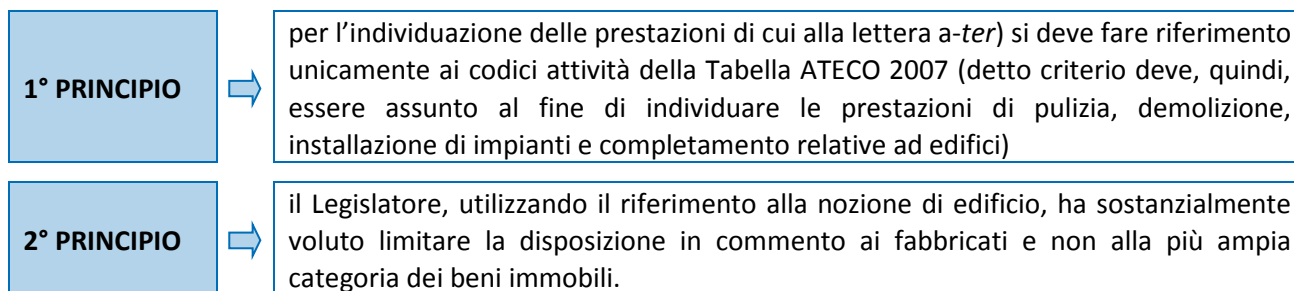 1° PRINCIPIO
per l’individuazione delle prestazioni di cui alla lettera a-ter) si deve fare riferimento
unicamente ai codici attività della Tabella ATECO 2007 (detto criterio deve, quindi,
essere assunto al fine di individuare le prestazioni di pulizia, demolizione,
installazione di impianti e completamento relative ad edifici)
2° PRINCIPIO
il Legislatore, utilizzando il riferimento alla nozione di edificio, ha sostanzialmente
voluto limitare la disposizione in commento ai fabbricati e non alla più ampia
categoria dei beni immobili.